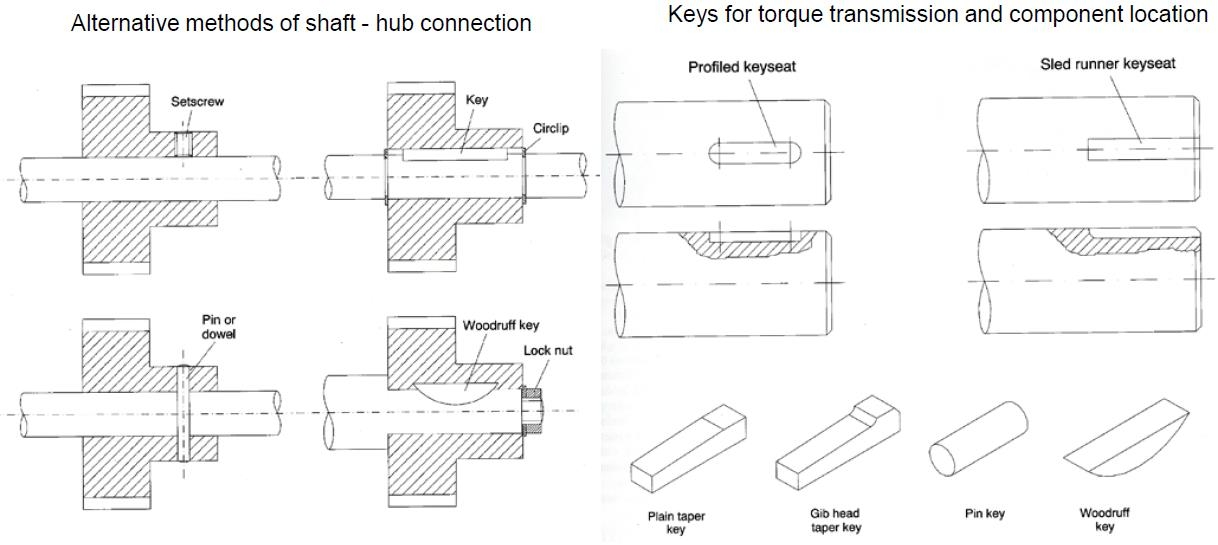 Alternative methods of shaft - hub connection
Setscrew
Key
Circlip
Pin or
dowel
Woodruff key
Lock nut
Keys for torque transmission and component location
Profiled keyseat
Sled runner keyseat
Plain taper
key
Gib head
taper key
Pin key
Woodruff
key